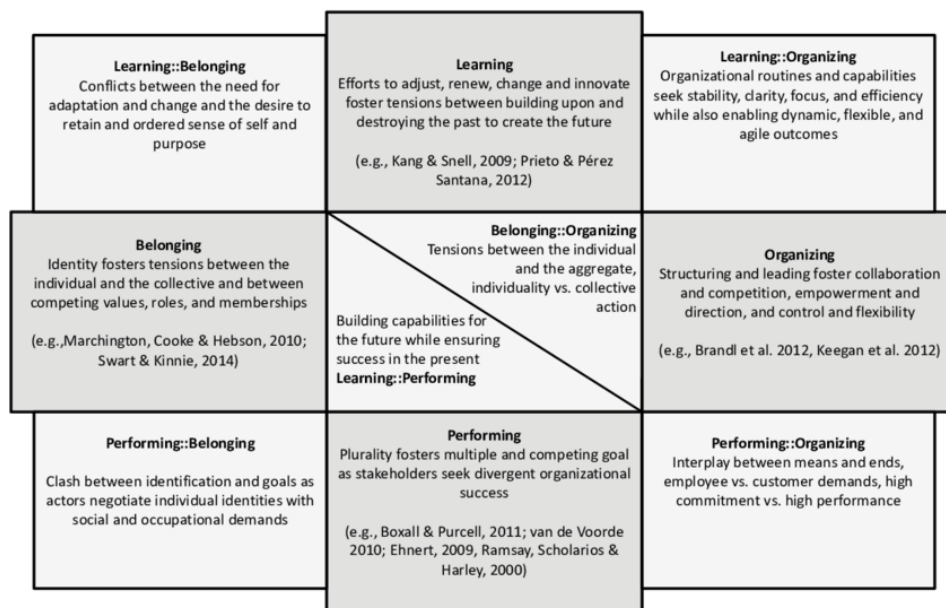 Learning::Belonging
Conflicts between the need for
adaptation and change and the desire to
retain and ordered sense of self and
purpose
Learning
Efforts to adjust, renew, change and innovate
foster tensions between building upon and
destroying the past to create the future
(e.g., Kang & Snell, 2009; Prieto & Pérez
Santana, 2012)
Learning::Organizing
Organizational routines and capabilities
seek stability, clarity, focus, and efficiency
while also enabling dynamic, flexible, and
agile outcomes
Belonging
Identity fosters tensions between the
individual and the collective and between
competing values, roles, and memberships
(e.g.,Marchington, Cooke & Hebson, 2010;
Swart & Kinnie, 2014)
Belonging::Organizing
Tensions between the individual
and the aggregate,
individuality vs. collective
action
Building capabilities for
the future while ensuring
success in the present
Learning::Performing
Organizing
Structuring and leading foster collaboration
and competition, empowerment and
direction, and control and flexibility
(e.g., Brandl et al. 2012, Keegan et al. 2012)
Performing::Belonging
Clash between identification and goals as
actors negotiate individual identities with
social and occupational demands
Performing
Plurality fosters multiple and competing goal
as stakeholders seek divergent organizational
success
(e.g., Boxall & Purcell, 2011; van de Voorde
2010; Ehnert, 2009, Ramsay, Scholarios &
Harley, 2000)
Performing::Organizing
Interplay between means and ends,
employee vs. customer demands, high
commitment vs. high performance